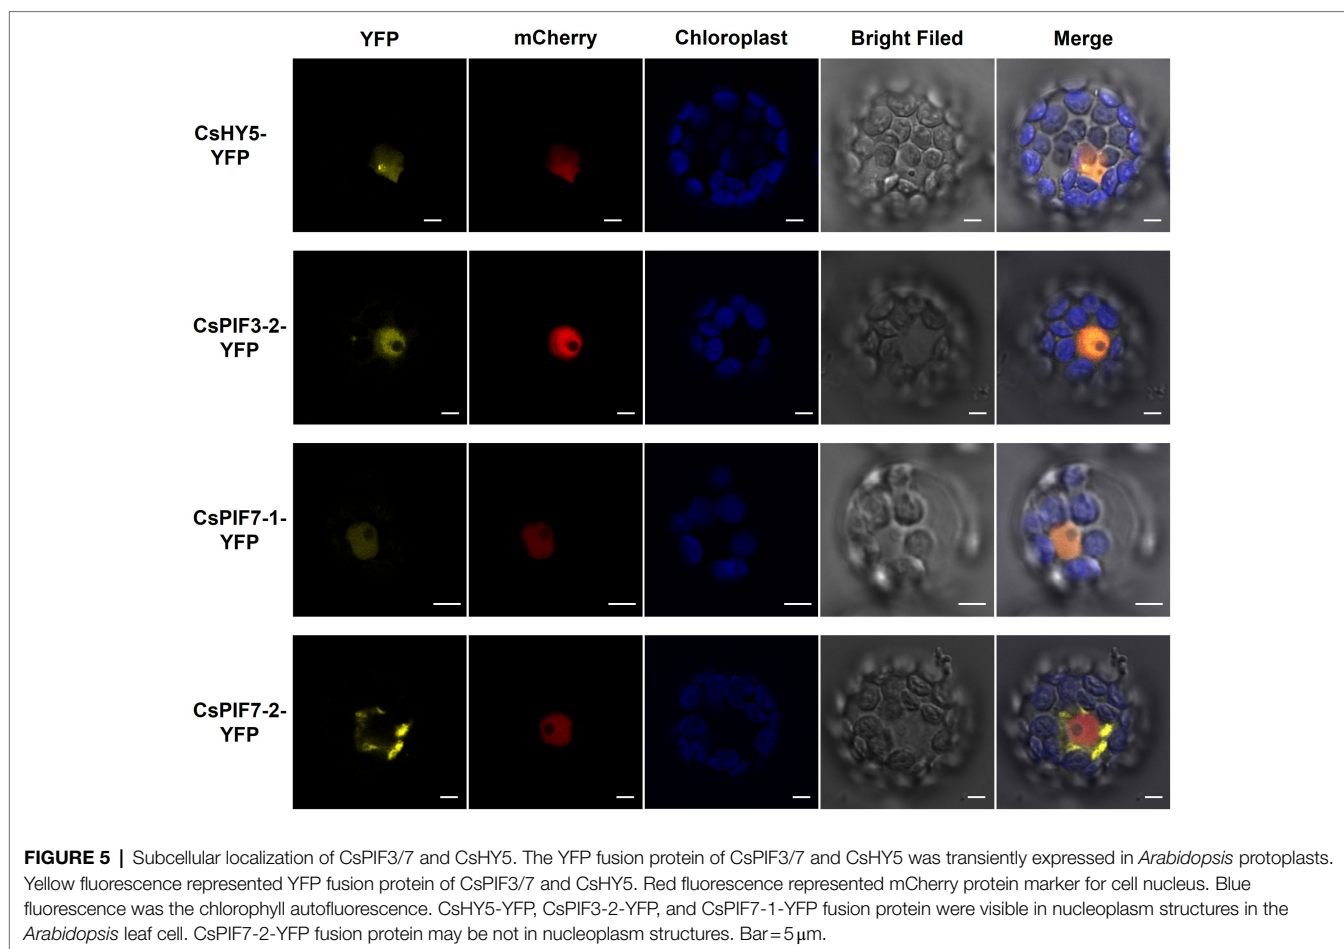 YFP mCherry Chloroplast Bright Filed Merge
CsHY5-
YFP
CsPIF3-2-
YFP
CsPIF7-1-
YFP
CsPIF7-2-
YFP
FIGURE 5 | Subcellular localization of CsPIF3/7 and CsHY5. The YFP fusion protein of CsPIF3/7 and CsHY5 was transiently expressed in Arabidopsis protoplasts.
Yellow fluorescence represented YFP fusion protein of CsPIF3/7 and CsHY5. Red fluorescence represented mCherry protein marker for cell nucleus. Blue
fluorescence was the chlorophyll autofluorescence. CsHY5-YFP, CsPIF3-2-YFP, and CsPIF7-1-YFP fusion protein were visible in nucleoplasm structures in the
Arabidopsis leaf cell. CsPIF7-2-YFP fusion protein may be not in nucleoplasm structures. Bar=5 μm.